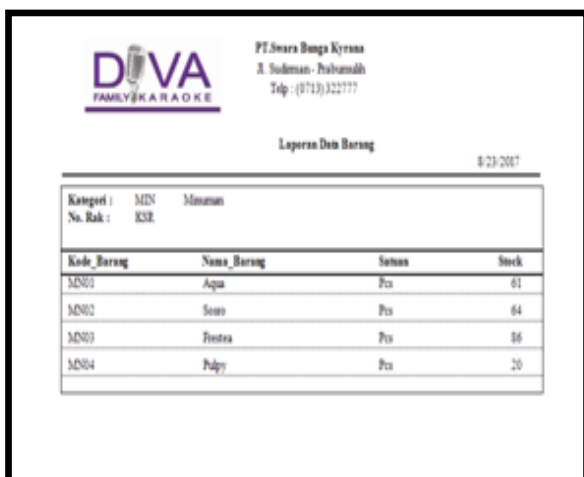 DIVA
FAMILY KARAOKE
PT.Swara Bunga Kyrana
Jl. Sudirman - Prabumulih
Telp : (0713) 322777
Laporan Data Barang
8/23/2017
Kategori : MIN Minuman
No. Rak : KSR
Kode_Barang Nama_Barang Satuan Stock
MN01 Aqua Pcs 61
MN02 Sosro Pcs 64
MN03 Frestea Pcs 86
MN04 Pulpy Pcs 20